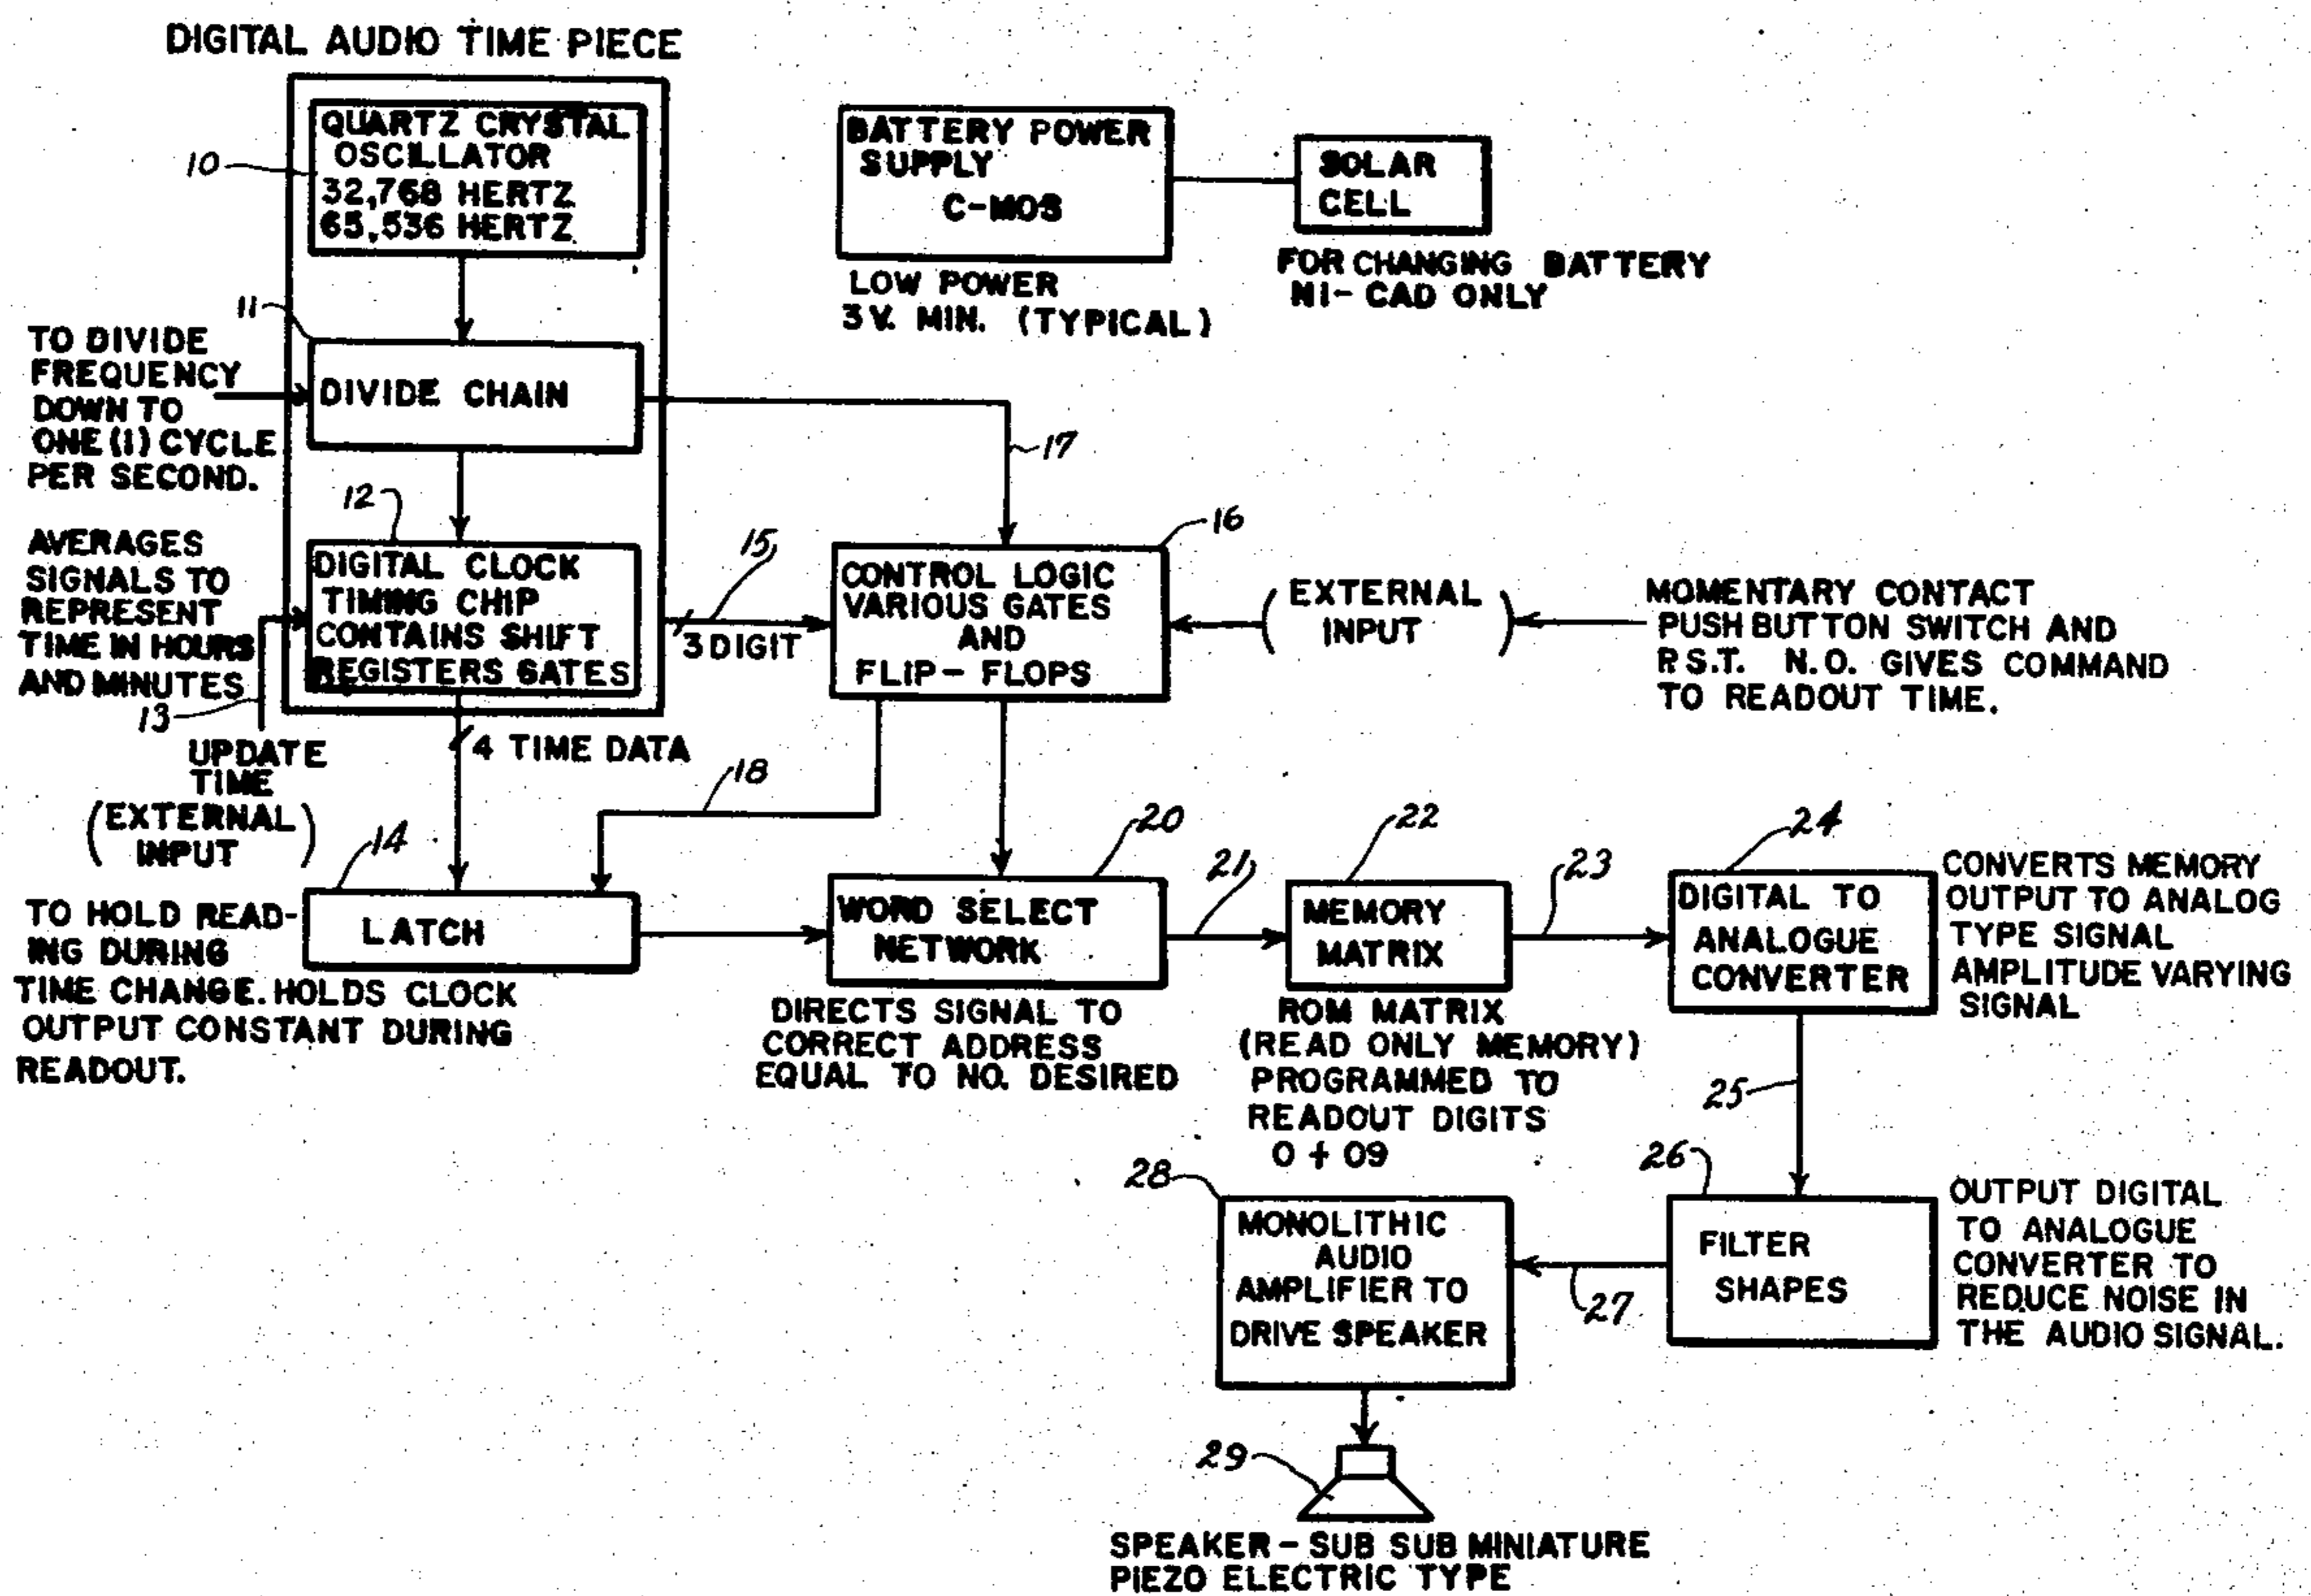 DIGITAL AUDIO TIME PIECE
QUARTZ CRYSTAL
OSCILLATOR
32,768 HERTZ
65,536 HERTZ
10
BATTERY POWER
SUPPLY
C-MOS
LOW POWER
3 V. MIN. (TYPICAL)
SOLAR
CELL
FOR CHANGING BATTERY
NI-CAD ONLY
11
TO DIVIDE
FREQUENCY
DOWN TO
ONE (1) CYCLE
PER SECOND.
DIVIDE CHAIN
17
12
AVERAGES
SIGNALS TO
REPRESENT
TIME IN HOURS
AND MINUTES
13
DIGITAL CLOCK
TIMING CHIP
CONTAINS SHIFT
REGISTERS GATES
15
3 DIGIT
16
CONTROL LOGIC
VARIOUS GATES
AND
FLIP-FLOPS
(EXTERNAL
INPUT)
MOMENTARY CONTACT
PUSH BUTTON SWITCH AND
P.S.T. N.O. GIVES COMMAND
TO READOUT TIME.
UPDATE
TIME
(EXTERNAL
INPUT)
4 TIME DATA
18
14
LATCH
TO HOLD READ-
ING DURING
TIME CHANGE. HOLDS CLOCK
OUTPUT CONSTANT DURING
READOUT.
20
WORD SELECT
NETWORK
DIRECTS SIGNAL TO
CORRECT ADDRESS
EQUAL TO NO. DESIRED
21
22
MEMORY
MATRIX
ROM MATRIX
(READ ONLY MEMORY)
PROGRAMMED TO
READOUT DIGITS
0 + 09
23
24
DIGITAL TO
ANALOGUE
CONVERTER
CONVERTS MEMORY
OUTPUT TO ANALOG
TYPE SIGNAL
AMPLITUDE VARYING
SIGNAL
25
26
FILTER
SHAPES
OUTPUT DIGITAL
TO ANALOGUE
CONVERTER TO
REDUCE NOISE IN
THE AUDIO SIGNAL.
27
28
MONOLITHIC
AUDIO
AMPLIFIER TO
DRIVE SPEAKER
29
SPEAKER - SUB SUB MINIATURE
PIEZO ELECTRIC TYPE